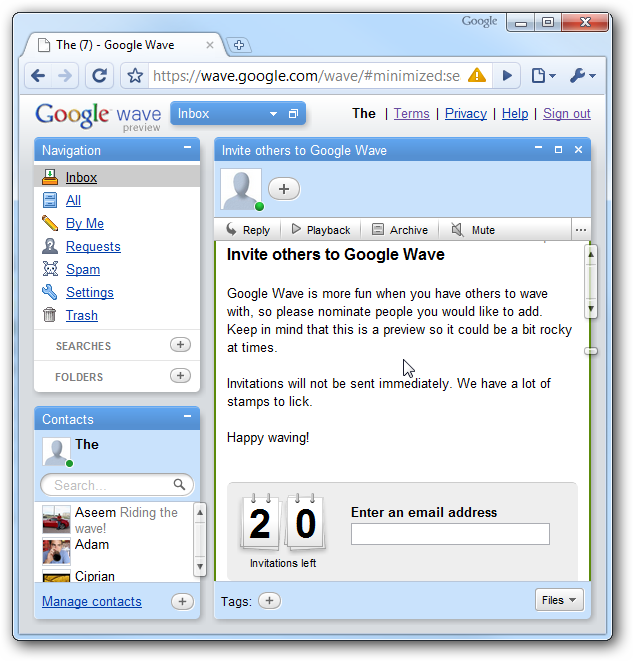 Google
The (7) - Google Wave
https://wave.google.com/wave/#minimized:se
Google wave
preview
Inbox
The | Terms | Privacy | Help | Sign out
Navigation
Inbox
All
By Me
Requests
Spam
Settings
Trash
SEARCHES
FOLDERS
Contacts
The
Search...
Aseem Riding the
wave!
Adam
Ciprian
Manage contacts
Invite others to Google Wave
Reply
Playback
Archive
Mute
Invite others to Google Wave
Google Wave is more fun when you have others to wave
with, so please nominate people you would like to add.
Keep in mind that this is a preview so it could be a bit rocky
at times.
Invitations will not be sent immediately. We have a lot of
stamps to lick.
Happy waving!
20
Invitations left
Enter an email address
Tags:
Files